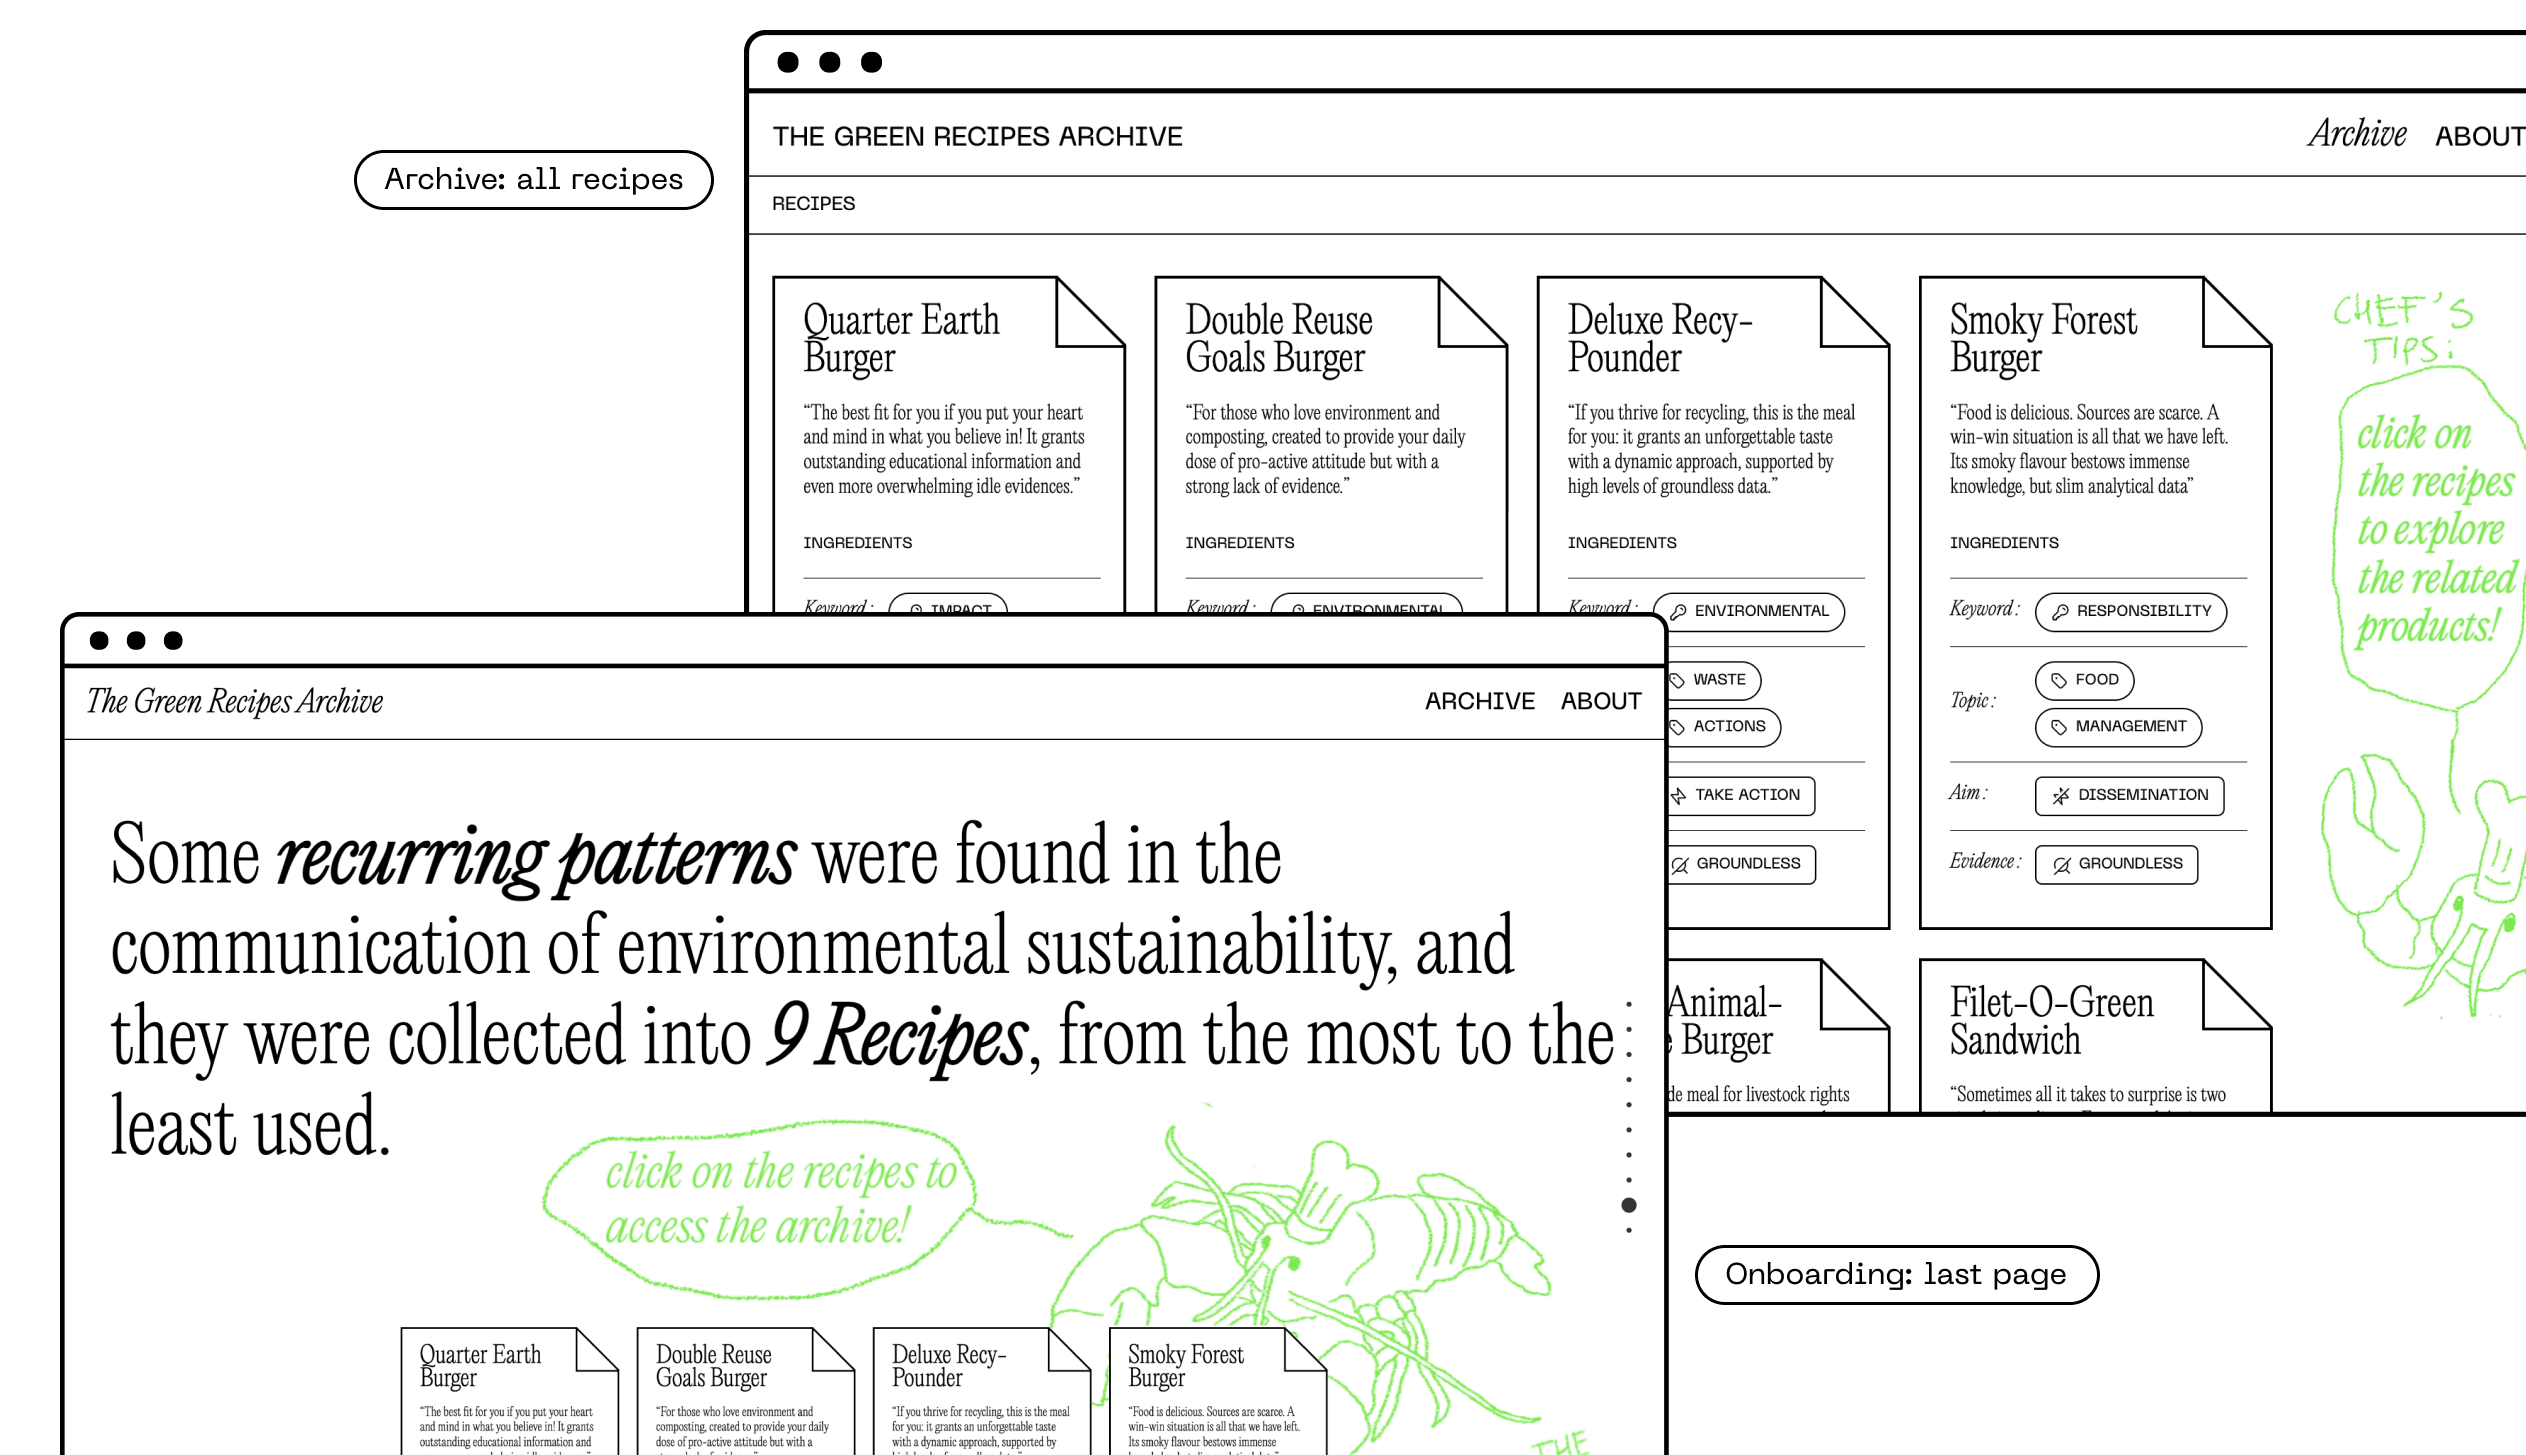 Archive: all recipes
THE GREEN RECIPES ARCHIVE
Archive
ABOUT
RECIPES
Quarter Earth
Burger
“The best fit for you if you put your heart
and mind in what you believe in! It grants
outstanding educational information and
even more overwhelming idle evidences.”
INGREDIENTS
Keyword: IMPACT
Double Reuse
Goals Burger
“For those who love environment and
composting, created to provide your daily
dose of pro-active attitude but with a
strong lack of evidence.”
INGREDIENTS
Keyword: ENVIRONMENTAL
Deluxe Recy-
Pounder
“If you thrive for recycling, this is the meal
for you: it grants an unforgettable taste
with a dynamic approach, supported by
high levels of groundless data.”
INGREDIENTS
Keyword: ENVIRONMENTAL
WASTE
ACTIONS
TAKE ACTION
GROUNDLESS
Smoky Forest
Burger
“Food is delicious. Sources are scarce. A
win-win situation is all that we have left.
Its smoky flavour bestows immense
knowledge, but slim analytical data”
INGREDIENTS
Keyword: RESPONSIBILITY
Topic: FOOD
MANAGEMENT
Aim: DISSEMINATION
Evidence: GROUNDLESS
CHEF'S
TIPS:
click on
the recipes
to explore
the related
products!
Animal-
Burger
meal for livestock rights
Filet-O-Green
Sandwich
“Sometimes all it takes to surprise is two
The Green Recipes Archive
ARCHIVE
ABOUT
Some recurring patterns were found in the
communication of environmental sustainability, and
they were collected into 9 Recipes, from the most to the
least used.
click on the recipes to
access the archive!
Quarter Earth
Burger
“The best fit for you if you put your heart
and mind in what you believe in! It grants
outstanding educational information and
Double Reuse
Goals Burger
“For those who love environment and
composting, created to provide your daily
dose of pro-active attitude but with a
Deluxe Recy-
Pounder
“If you thrive for recycling, this is the meal
for you: it grants an unforgettable taste
with a dynamic approach, supported by
Smoky Forest
Burger
“Food is delicious. Sources are scarce. A
win-win situation is all that we have left.
Its smoky flavour bestows immense
THE
Onboarding: last page